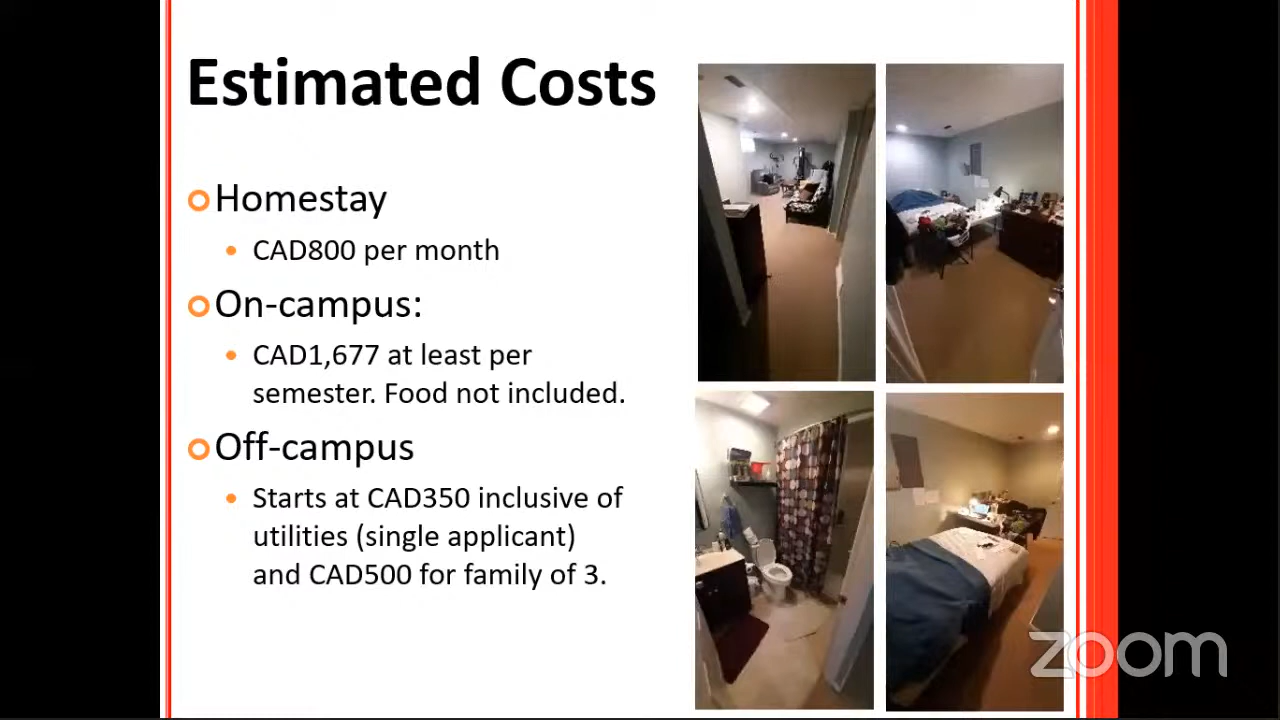 Estimated Costs
Homestay
CAD800 per month
On-campus:
CAD1,677 at least per
semester. Food not included.
Off-campus
Starts at CAD350 inclusive of
utilities (single applicant)
and CAD500 for family of 3.
zoom